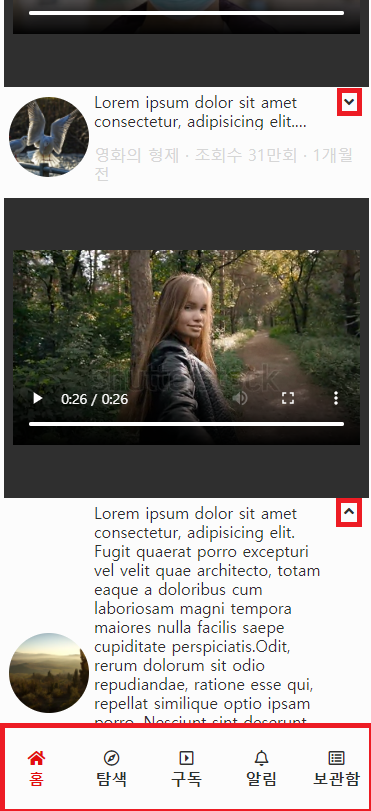 Lorem ipsum dolor sit amet
consectetur, adipisicing elit....
영화의 형제 · 조회수 31만회 · 1개월
전
shutterstock
0:26 / 0:26
Lorem ipsum dolor sit amet
consectetur, adipisicing elit.
Fugit quaerat porro excepturi
vel velit quae architecto, totam
eaque a doloribus cum
laboriosam magni tempora
maiores nulla facilis saepe
cupiditate perspiciatis.Odit,
rerum dolorum sit odio
repudiandae, ratione esse qui,
repellat similique optio ipsam
porro. Nesciunt sint deserunt
홈 탐색 구독 알림 보관함